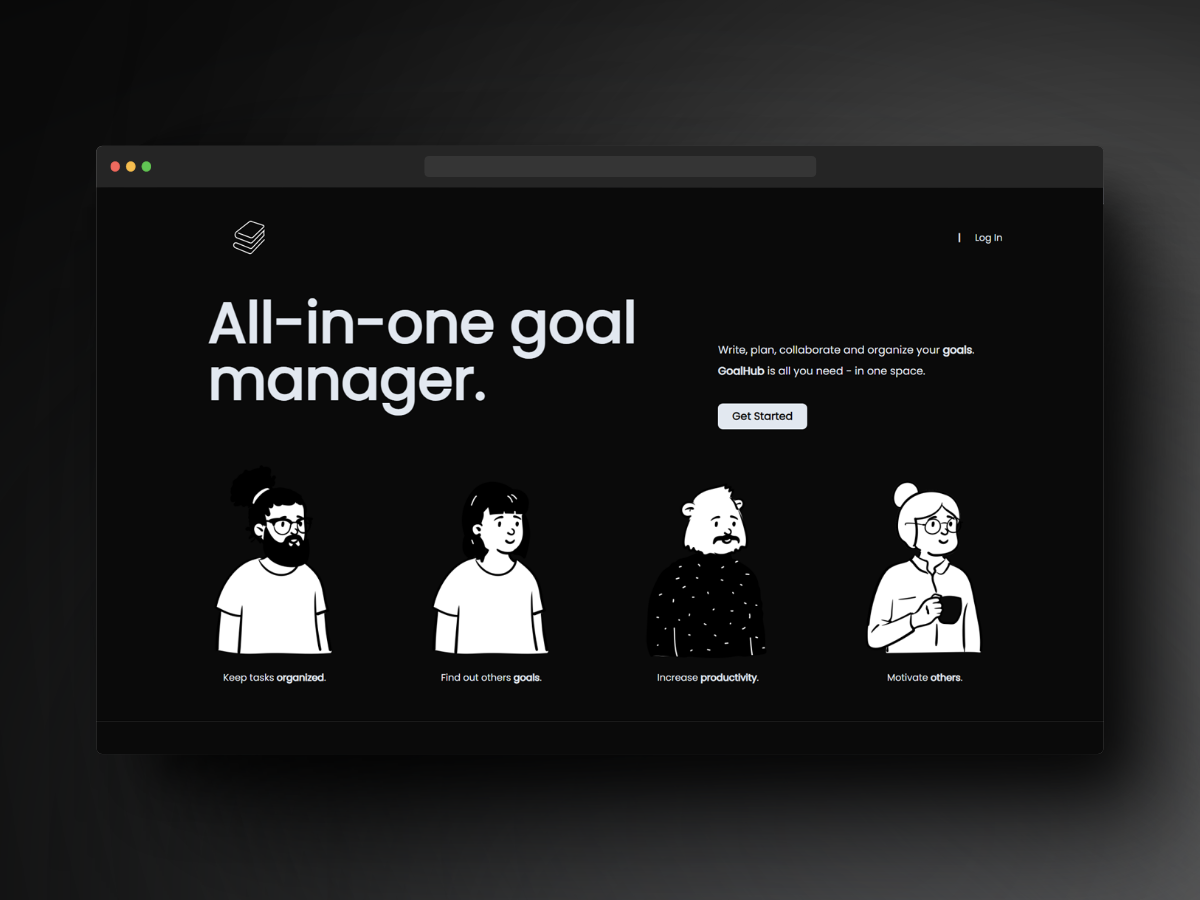 | Log In
All-in-one goal
manager.
Write, plan, collaborate and organize your goals.
GoalHub is all you need - in one space.
Get Started
Keep tasks organized.
Find out others goals.
Increase productivity.
Motivate others.